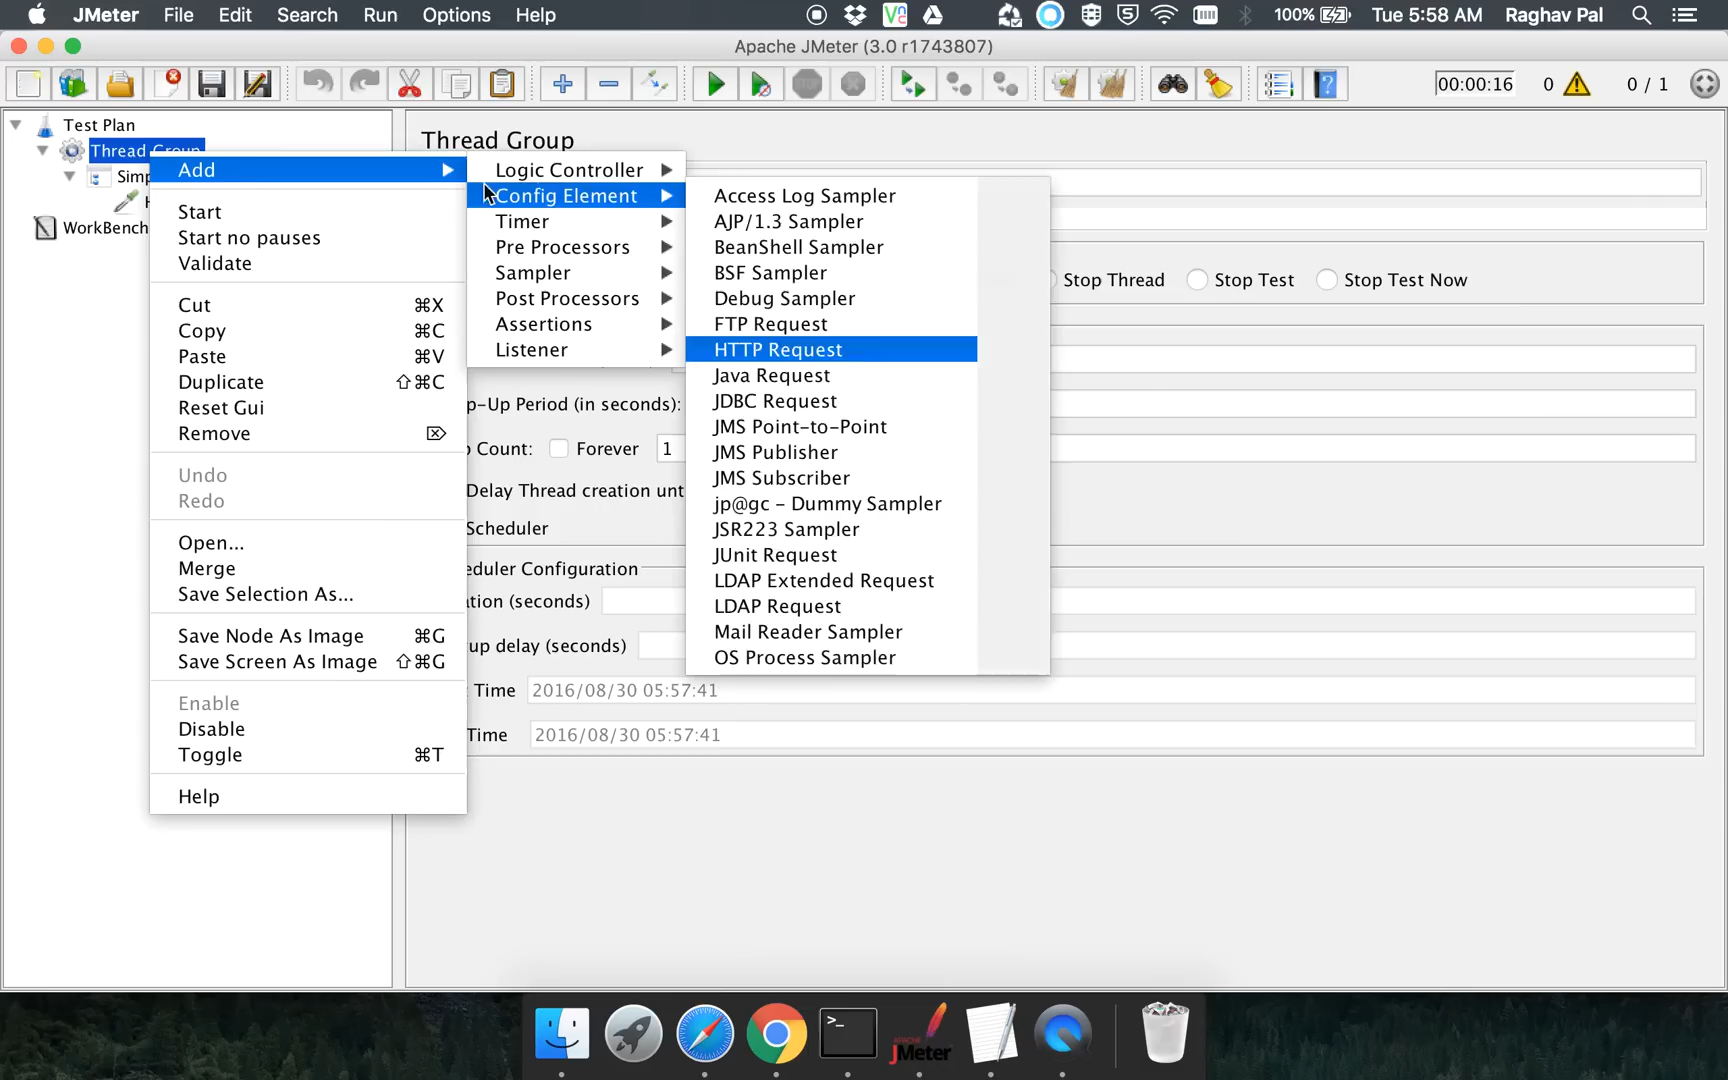 JMeter File Edit Search Run Options Help 100% Tue 5:58 AM Raghav Pal
Apache JMeter (3.0 r1743807)
00:00:16 0 0 / 1
Test Plan
Thread Group
Simp
WorkBench
Add
Start
Start no pauses
Validate
Cut ⌘X
Copy ⌘C
Paste ⌘V
Duplicate ⇧⌘C
Reset Gui
Remove ⌦
Undo
Redo
Open...
Merge
Save Selection As...
Save Node As Image ⌘G
Save Screen As Image ⇧⌘G
Enable
Disable
Toggle ⌘T
Help
Logic Controller
Config Element
Timer
Pre Processors
Sampler
Post Processors
Assertions
Listener
Access Log Sampler
AJP/1.3 Sampler
BeanShell Sampler
BSF Sampler
Debug Sampler
FTP Request
HTTP Request
Java Request
JDBC Request
JMS Point-to-Point
JMS Publisher
JMS Subscriber
jp@gc - Dummy Sampler
JSR223 Sampler
JUnit Request
LDAP Extended Request
LDAP Request
Mail Reader Sampler
OS Process Sampler
Thread Group
Stop Thread Stop Test Stop Test Now
p-Up Period (in seconds):
Count: Forever 1
Delay Thread creation unt
Scheduler
eduler Configuration
tion (seconds)
up delay (seconds)
Time 2016/08/30 05:57:41
Time 2016/08/30 05:57:41
APACHE
JMeter